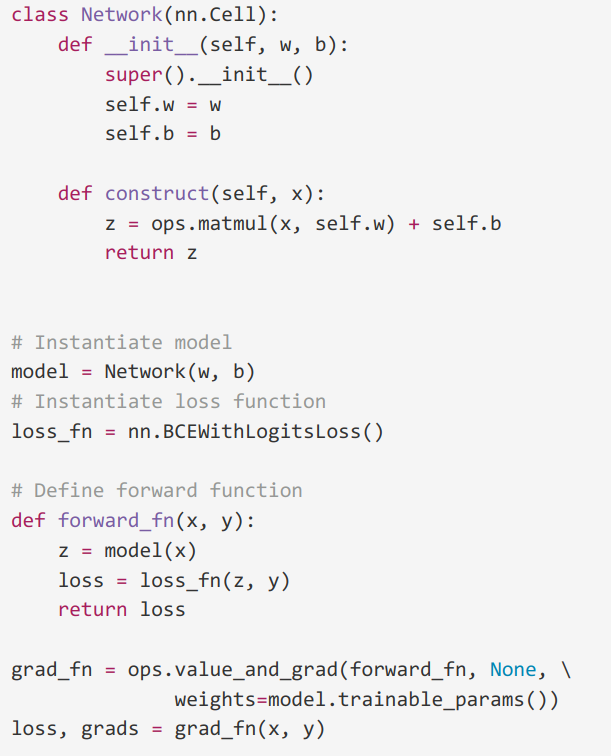 class Network(nn.Cell):
    def __init__(self, w, b):
        super().__init__()
        self.w = w
        self.b = b

    def construct(self, x):
        z = ops.matmul(x, self.w) + self.b
        return z


# Instantiate model
model = Network(w, b)
# Instantiate loss function
loss_fn = nn.BCEWithLogitsLoss()

# Define forward function
def forward_fn(x, y):
    z = model(x)
    loss = loss_fn(z, y)
    return loss

grad_fn = ops.value_and_grad(forward_fn, None, \
              weights=model.trainable_params())
loss, grads = grad_fn(x, y)